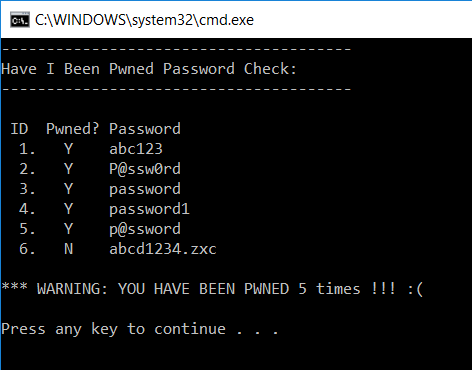 C:\WINDOWS\system32\cmd.exe
---------------------------------------
Have I Been Pwned Password Check:
---------------------------------------
ID Pwned? Password
1. Y abc123
2. Y P@ssw0rd
3. Y password
4. Y password1
5. Y p@ssword
6. N abcd1234.zxc
*** WARNING: YOU HAVE BEEN PWNED 5 times !!! :(
Press any key to continue . . .